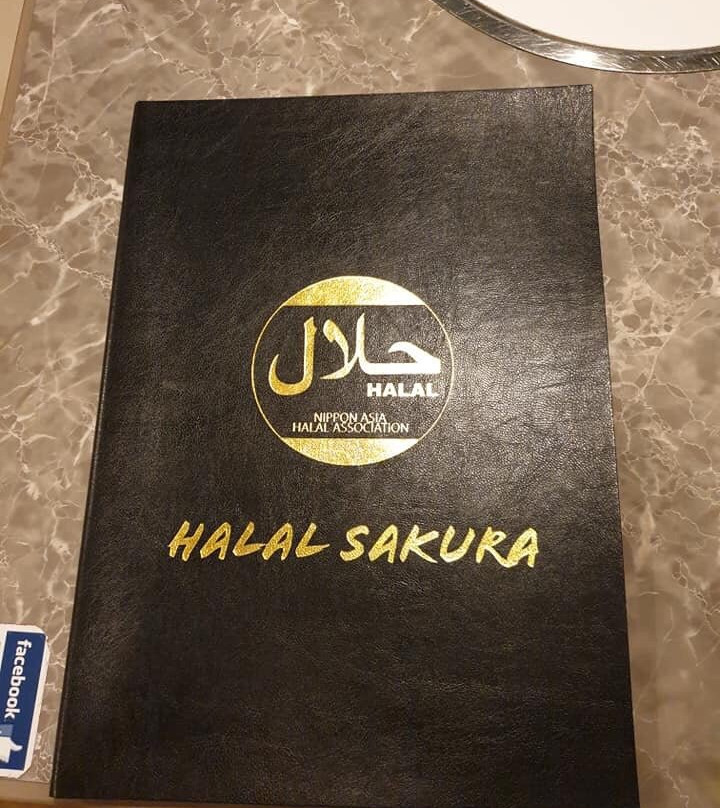 حلال
HALAL
NIPPON ASIA
HALAL ASSOCIATION
HALAL SAKURA
facebook